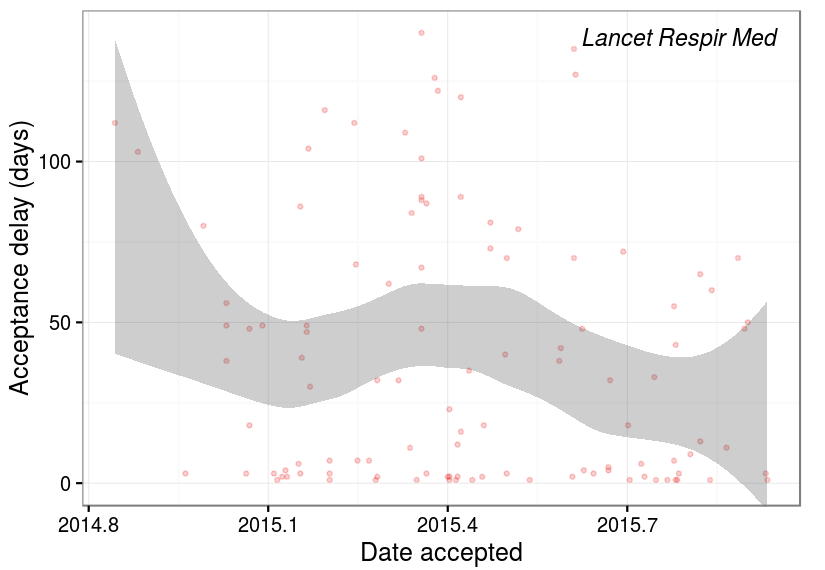 Lancet Respir Med
Acceptance delay (days)
100
50
0
2014.8 2015.1 2015.4 2015.7
Date accepted